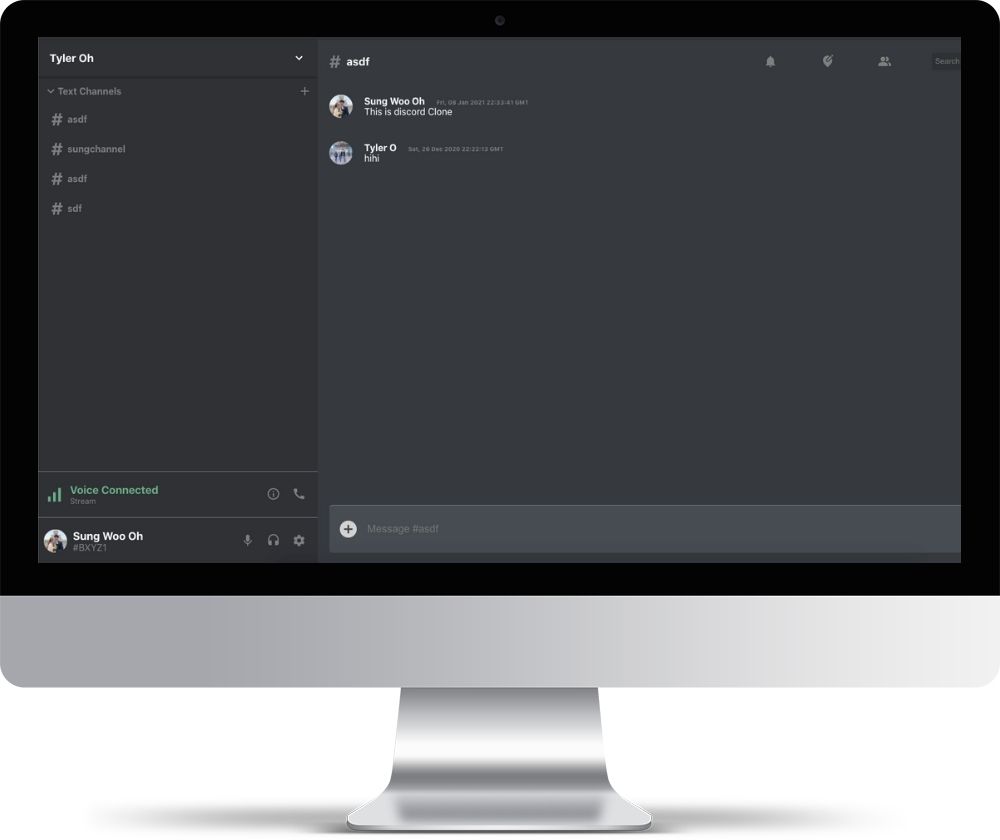 Tyler Oh
Text Channels
# asdf
# sungchannel
# asdf
# sdf
Voice Connected
Stream
Sung Woo Oh
#BXYZ1
# asdf
Search
Sung Woo Oh Fri, 08 Jan 2021 22:33:41 GMT
This is discord Clone
Tyler O Sat, 26 Dec 2020 22:22:13 GMT
hihi
Message #asdf